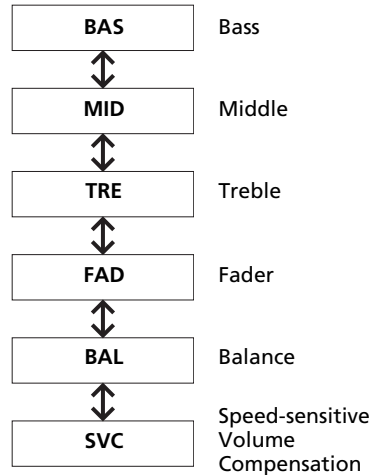 BAS Bass
MID Middle
TRE Treble
FAD Fader
BAL Balance
Speed-sensitive
SVC Volume
Compensation